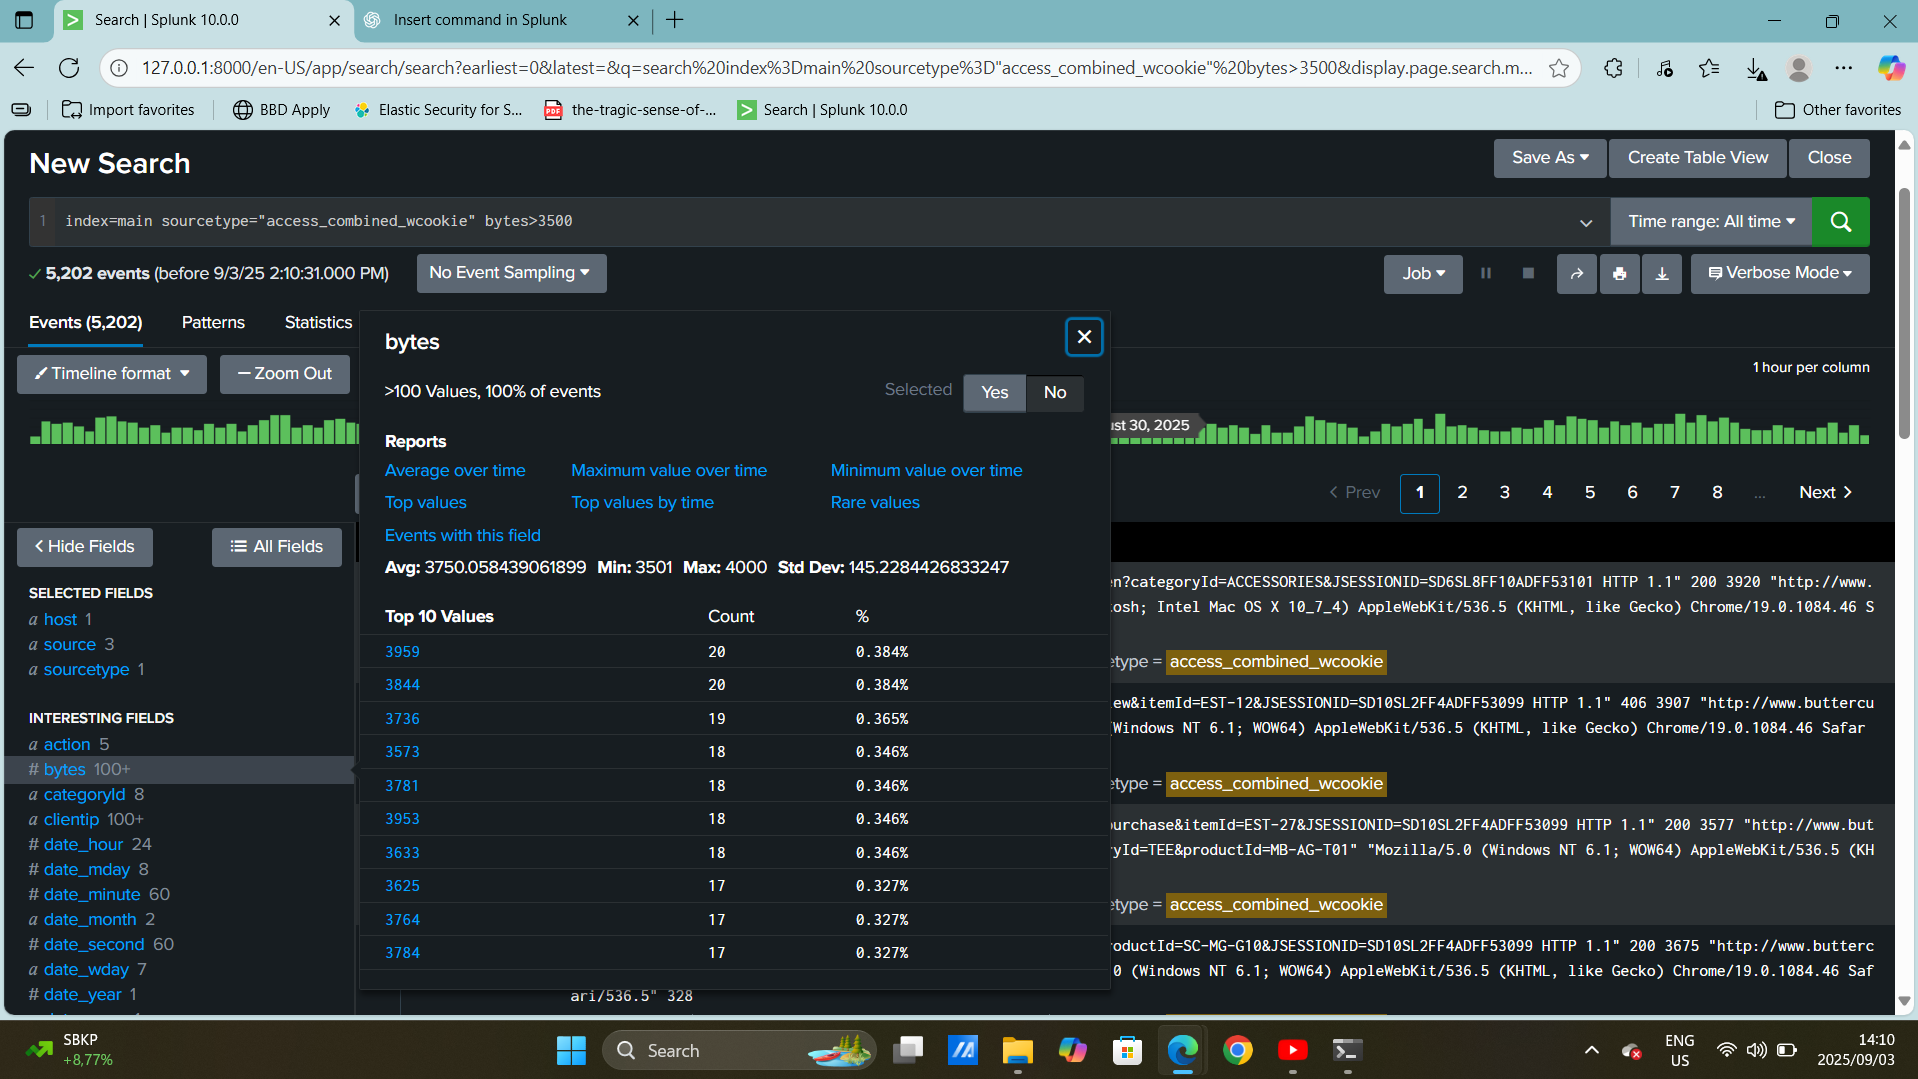 Search | Splunk 10.0.0
Insert command in Splunk
127.0.0.1:8000/en-US/app/search/search?earliest=0&latest=&q=search%20index%3Dmain%20sourcetype%3D"access_combined_wcookie"%20bytes>3500&display.page.search.m...
Import favorites
BBD Apply
Elastic Security for S...
the-tragic-sense-of-...
Search | Splunk 10.0.0
Other favorites
New Search
Save As
Create Table View
Close
1 index=main sourcetype="access_combined_wcookie" bytes>3500
Time range: All time
5,202 events (before 9/3/25 2:10:31.000 PM)
No Event Sampling
Job
Verbose Mode
Events (5,202)
Patterns
Statistics
Timeline format
Zoom Out
1 hour per column
ust 30, 2025
Prev 1 2 3 4 5 6 7 8 ... Next
Hide Fields
All Fields
SELECTED FIELDS
a host 1
a source 3
a sourcetype 1
INTERESTING FIELDS
a action 5
# bytes 100+
a categoryId 8
a clientip 100+
# date_hour 24
# date_mday 8
# date_minute 60
a date_month 2
# date_second 60
a date_wday 7
# date_year 1
bytes
>100 Values, 100% of events
Selected Yes No
Reports
Average over time Maximum value over time Minimum value over time
Top values Top values by time Rare values
Events with this field
Avg: 3750.058439061899 Min: 3501 Max: 4000 Std Dev: 145.2284426833247
Top 10 Values Count %
3959 20 0.384%
3844 20 0.384%
3736 19 0.365%
3573 18 0.346%
3781 18 0.346%
3953 18 0.346%
3633 18 0.346%
3625 17 0.327%
3764 17 0.327%
3784 17 0.327%
en?categoryId=ACCESSORIES&JSESSIONID=SD6SL8FF10ADFF53101 HTTP 1.1" 200 3920 "http://www.
osh; Intel Mac OS X 10_7_4) AppleWebKit/536.5 (KHTML, like Gecko) Chrome/19.0.1084.46 S
etype = access_combined_wcookie
ew&itemId=EST-12&JSESSIONID=SD10SL2FF4ADFF53099 HTTP 1.1" 406 3907 "http://www.buttercu
(Windows NT 6.1; WOW64) AppleWebKit/536.5 (KHTML, like Gecko) Chrome/19.0.1084.46 Safar
etype = access_combined_wcookie
purchase&itemId=EST-27&JSESSIONID=SD10SL2FF4ADFF53099 HTTP 1.1" 200 3577 "http://www.but
yId=TEE&productId=MB-AG-T01" "Mozilla/5.0 (Windows NT 6.1; WOW64) AppleWebKit/536.5 (KH
etype = access_combined_wcookie
oductId=SC-MG-G10&JSESSIONID=SD10SL2FF4ADFF53099 HTTP 1.1" 200 3675 "http://www.butterc
0 (Windows NT 6.1; WOW64) AppleWebKit/536.5 (KHTML, like Gecko) Chrome/19.0.1084.46 Saf
ari/536.5" 328
SBKP
+8,77%
Search
ENG
US
14:10
2025/09/03